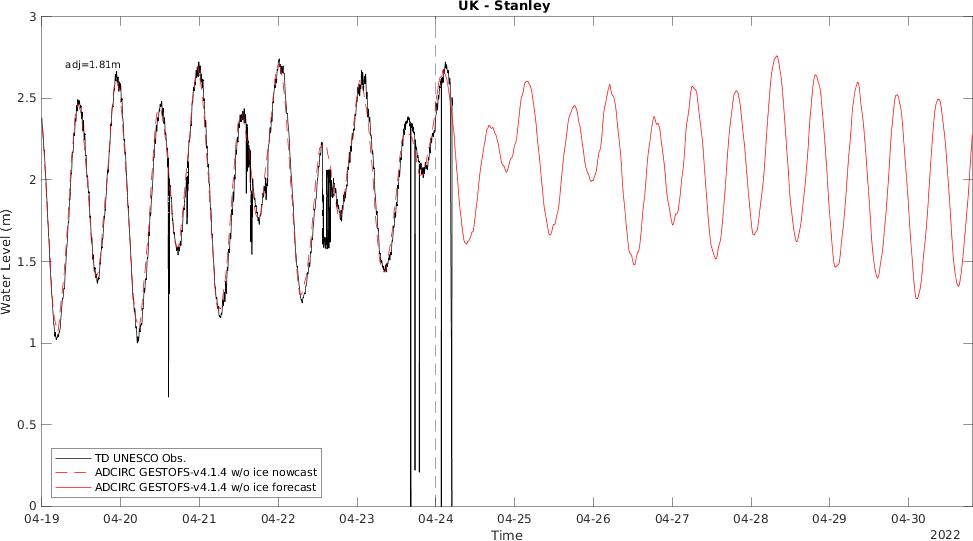 UK - Stanley
adj=1.81m
Water Level (m)
3
2.5
2
1.5
1
0.5
0
TD UNESCO Obs.
ADCIRC GESTOFS-v4.1.4 w/o ice nowcast
ADCIRC GESTOFS-v4.1.4 w/o ice forecast
04-19 04-20 04-21 04-22 04-23 04-24 04-25 04-26 04-27 04-28 04-29 04-30
Time
2022